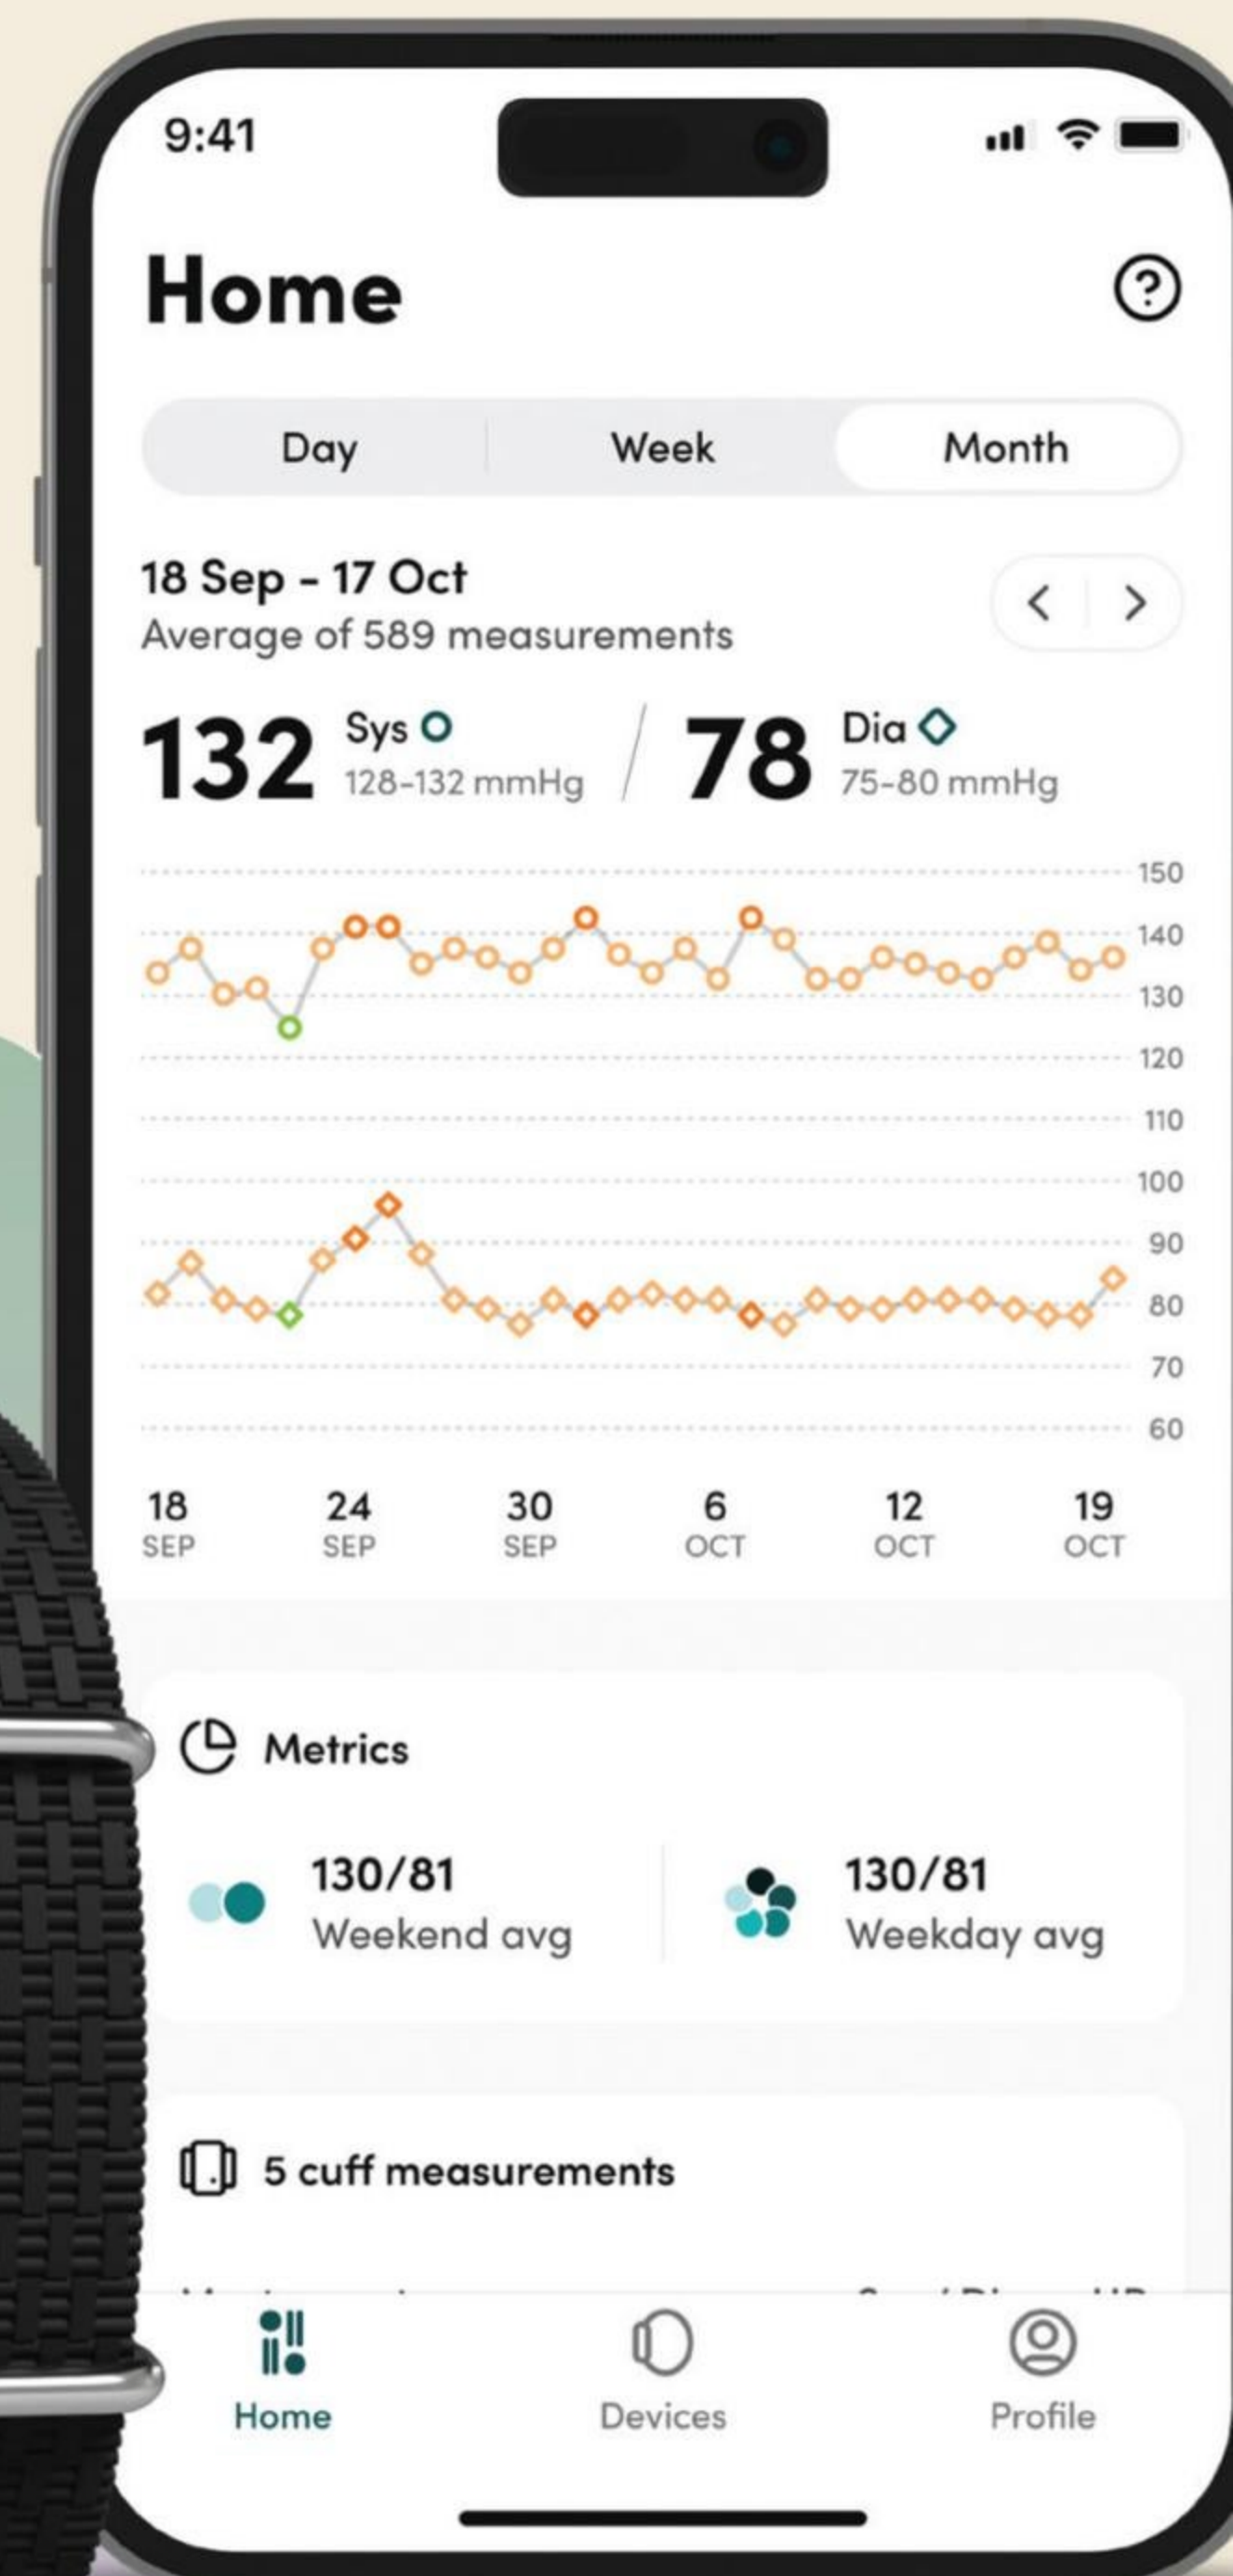 9:41
Home
?
Day Week Month
18 Sep - 17 Oct
Average of 589 measurements
132 Sys / 78 Dia
128-132 mmHg 75-80 mmHg
150
140
130
120
110
100
90
80
70
60
18 24 30 6 12 19
SEP SEP SEP OCT OCT OCT
Metrics
130/81 130/81
Weekend avg Weekday avg
5 cuff measurements
Home Devices Profile